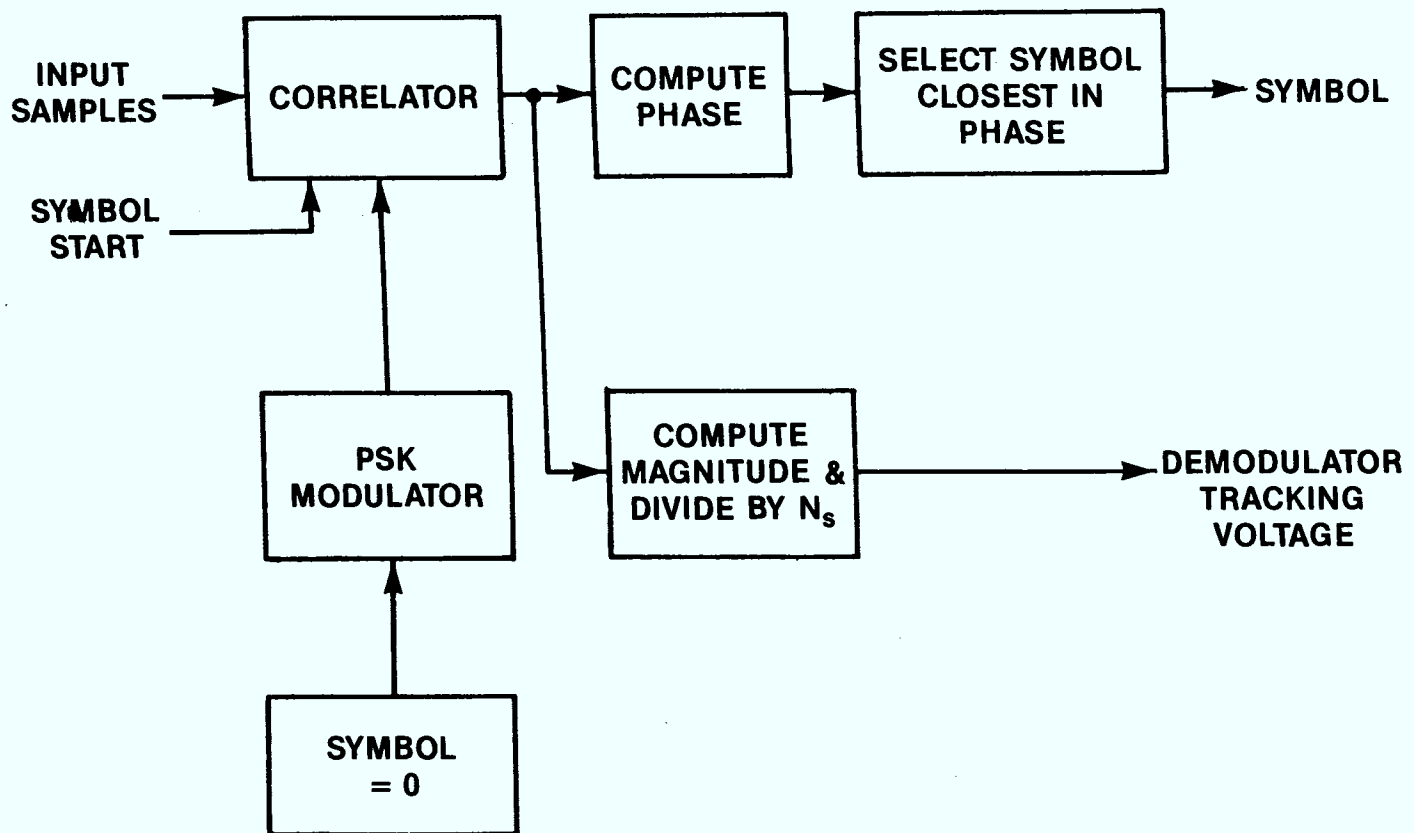 INPUT
SAMPLES
CORRELATOR
COMPUTE
PHASE
SELECT SYMBOL
CLOSEST IN
PHASE
SYMBOL
SYMBOL
START
PSK
MODULATOR
COMPUTE
MAGNITUDE &
DIVIDE BY Nₛ
DEMODULATOR
TRACKING
VOLTAGE
SYMBOL
= 0